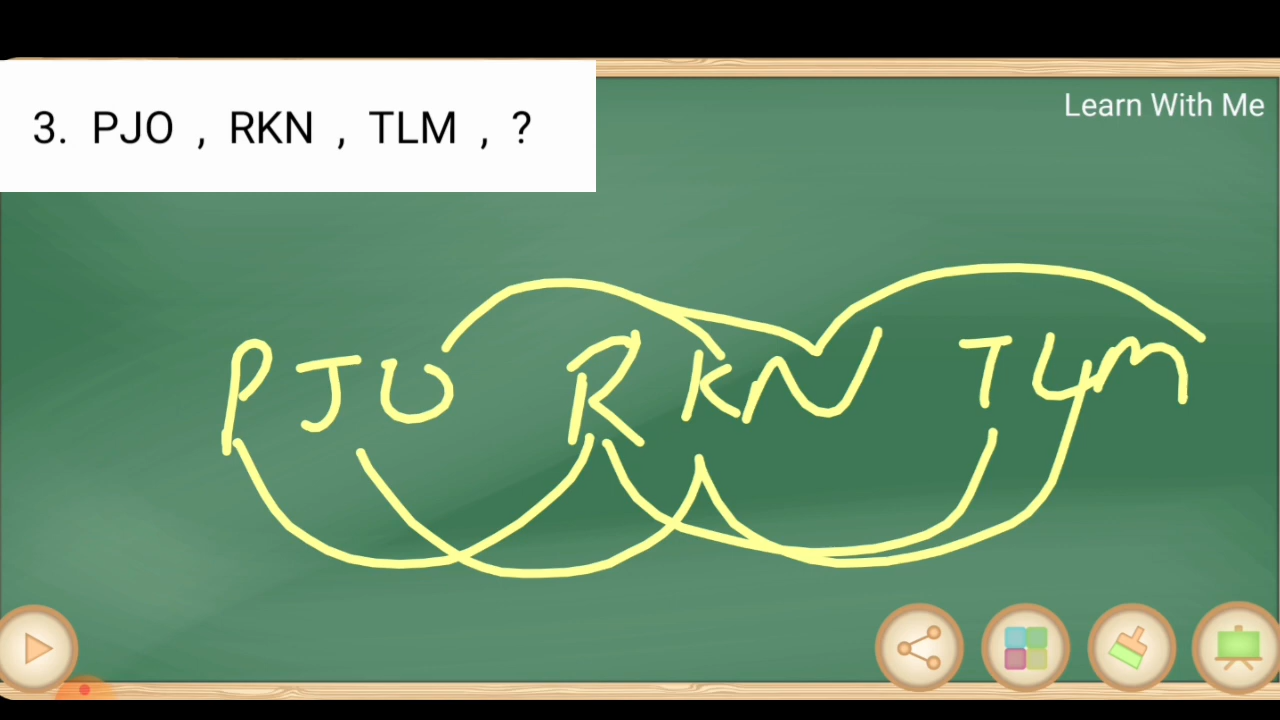 Learn With Me
3. PJO , RKN , TLM , ?
PJO RKN TLM